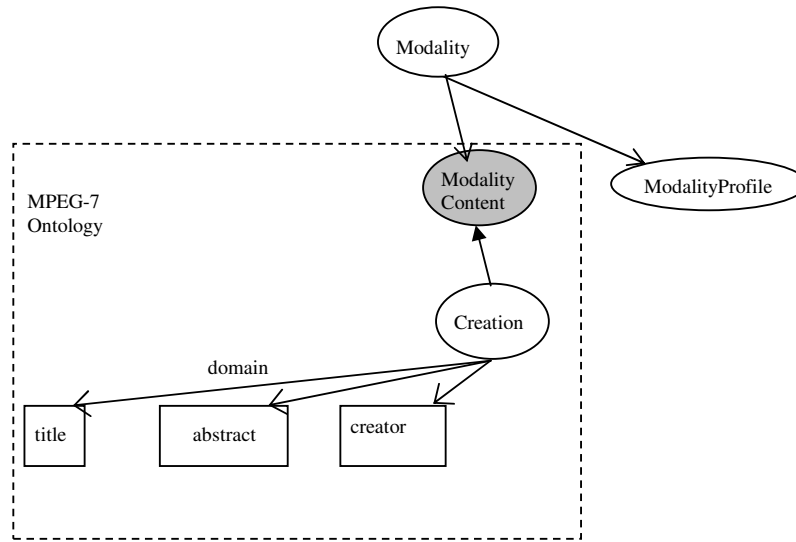 Modality
Modality
Content
ModalityProfile
MPEG-7
Ontology
Creation
domain
title
abstract
creator